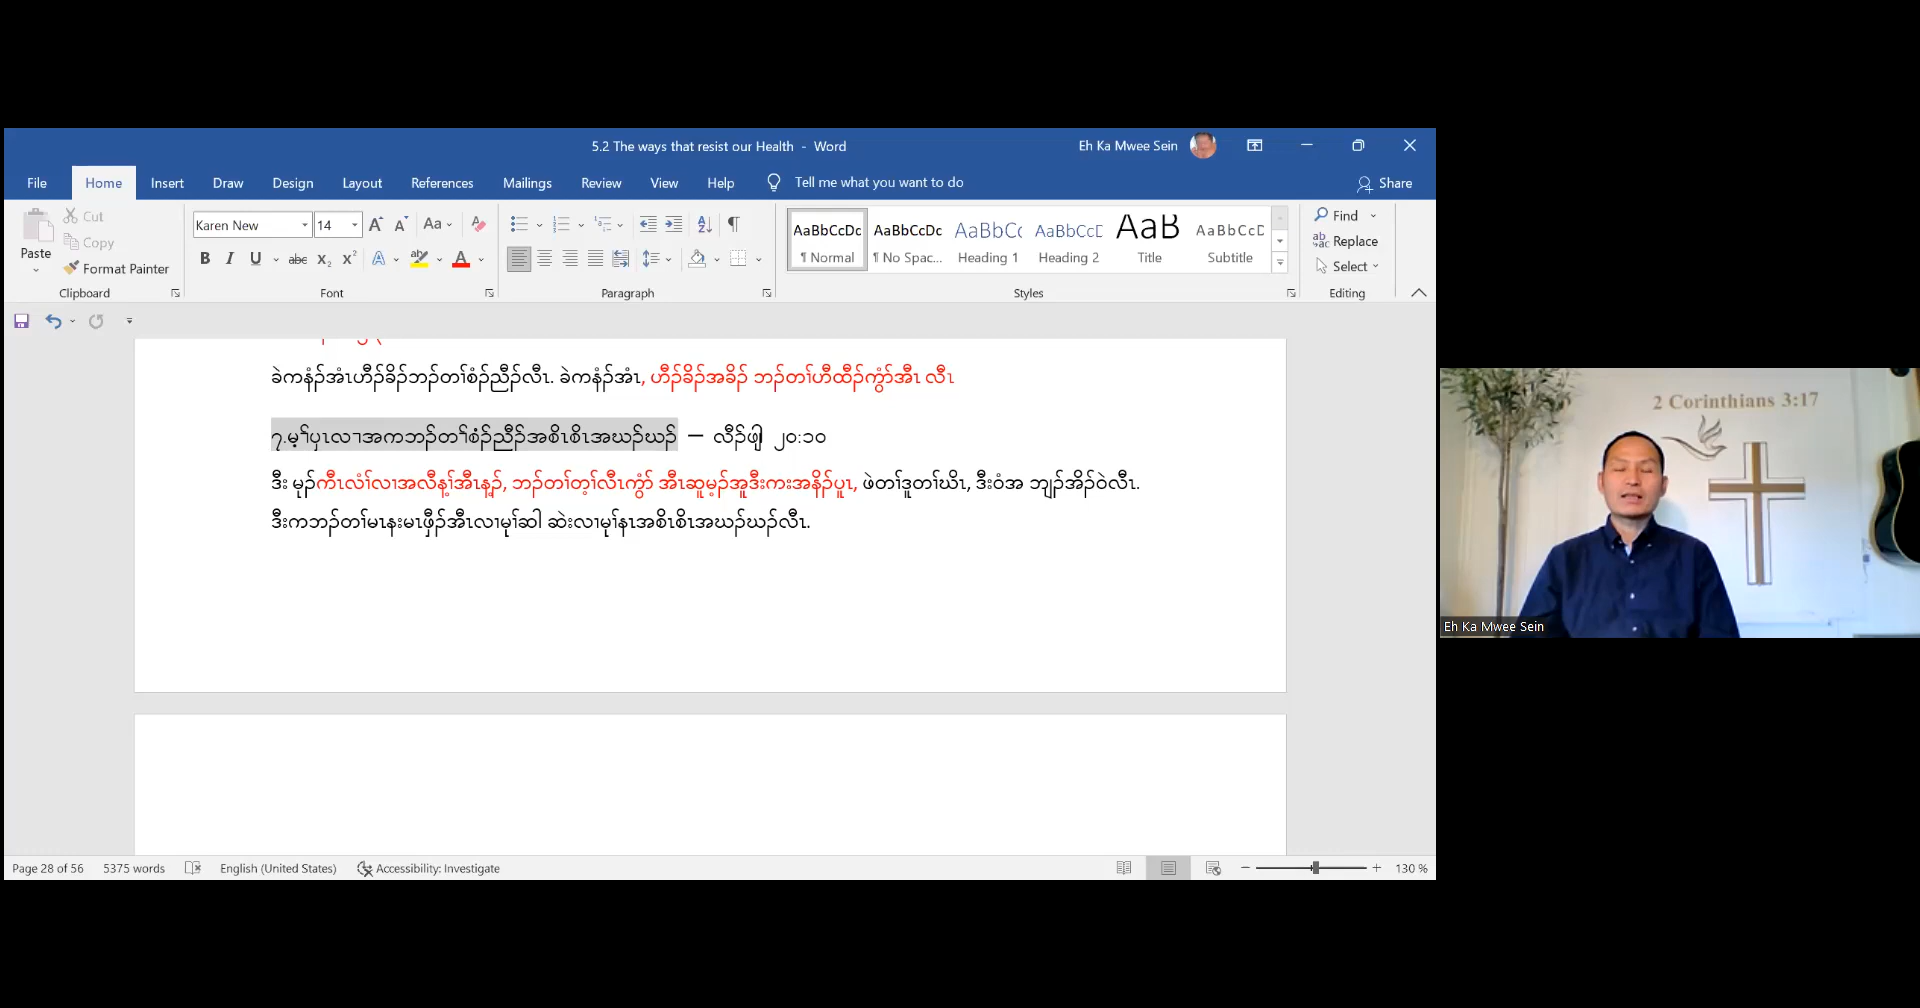 5.2 The ways that resist our Health - Word
Eh Ka Mwee Sein
File Home Insert Draw Design Layout References Mailings Review View Help Tell me what you want to do
Share
Paste
Cut
Copy
Format Painter
Clipboard
Karen New 14
Font
Paragraph
AaBbCcDc AaBbCcDc AaBbCc AaBbCcD AaB AaBbCcD
¶ Normal ¶ No Spac... Heading 1 Heading 2 Title Subtitle
Styles
Find
Replace
Select
Editing
ခဲကနံၣ်အံၤဟီၣ်ခိၣ်ဘၣ်တၢ်စံၣ်ညီၣ်လီၤ. ခဲကနံၣ်အံၤ, ဟီၣ်ခိၣ်အခိၣ် ဘၣ်တၢ်ဟီထီၣ်ကွံာ်အီၤ လီၤ
၇.မ့ၢ်ပှၤလၢအကဘၣ်တၢ်စံၣ်ညီၣ်အစိၤစိၤအဃၣ်ဃၣ် — လီၣ်ဖျါ ၂၀:၁၀
ဒီး မုၣ်ကီၤလံၢ်လၢအလီန့ၢ်အီၤန့ၣ်, ဘၣ်တၢ်တ့ၢ်လီၤကွံာ် အီၤဆူမ့ၣ်အူဒီးကးအနိၣ်ပူၤ, ဖဲတၢ်ဒူတၢ်ဃိၤ, ဒီးဝံအ ဘျၣ်အိၣ်ဝဲလီၤ.
ဒီးကဘၣ်တၢ်မၤနးမၤဖှီၣ်အီၤလၢမုၢ်ဆါ ဆဲးလၢမုၢ်နၤအစိၤစိၤအဃၣ်ဃၣ်လီၤ.
Page 28 of 56 5375 words English (United States) Accessibility: Investigate
130 %
2 Corinthians 3:17
Eh Ka Mwee Sein